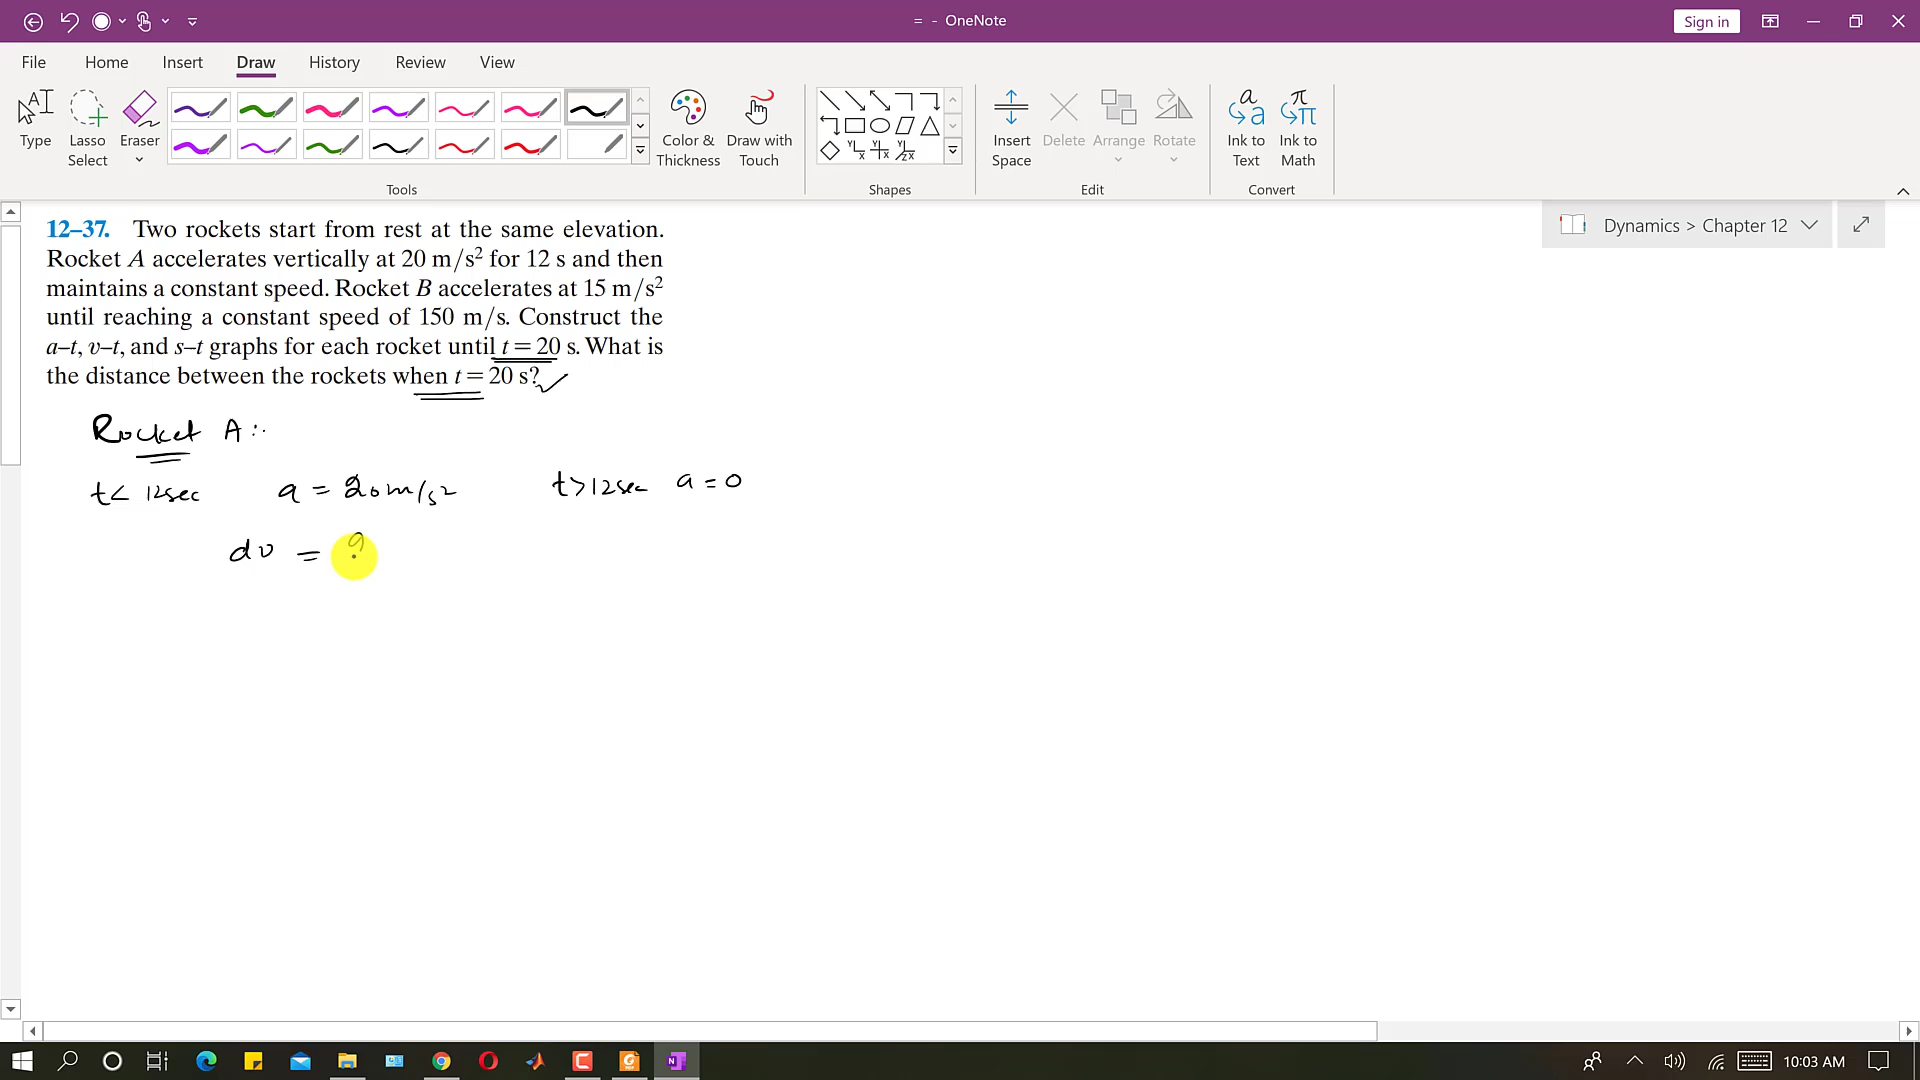 = - OneNote
Sign in
File Home Insert Draw History Review View
Type
Lasso Select
Eraser
Color & Thickness
Draw with Touch
Insert Space
Delete
Arrange
Rotate
Ink to Text
Ink to Math
Tools
Shapes
Edit
Convert
Dynamics > Chapter 12
12–37. Two rockets start from rest at the same elevation.
Rocket A accelerates vertically at 20 m/s² for 12 s and then
maintains a constant speed. Rocket B accelerates at 15 m/s²
until reaching a constant speed of 150 m/s. Construct the
a–t, v–t, and s–t graphs for each rocket until t = 20 s. What is
the distance between the rockets when t = 20 s?
Rocket A :.
t < 12sec a = 20m/s² t > 12sec a = 0
dv = a
10:03 AM